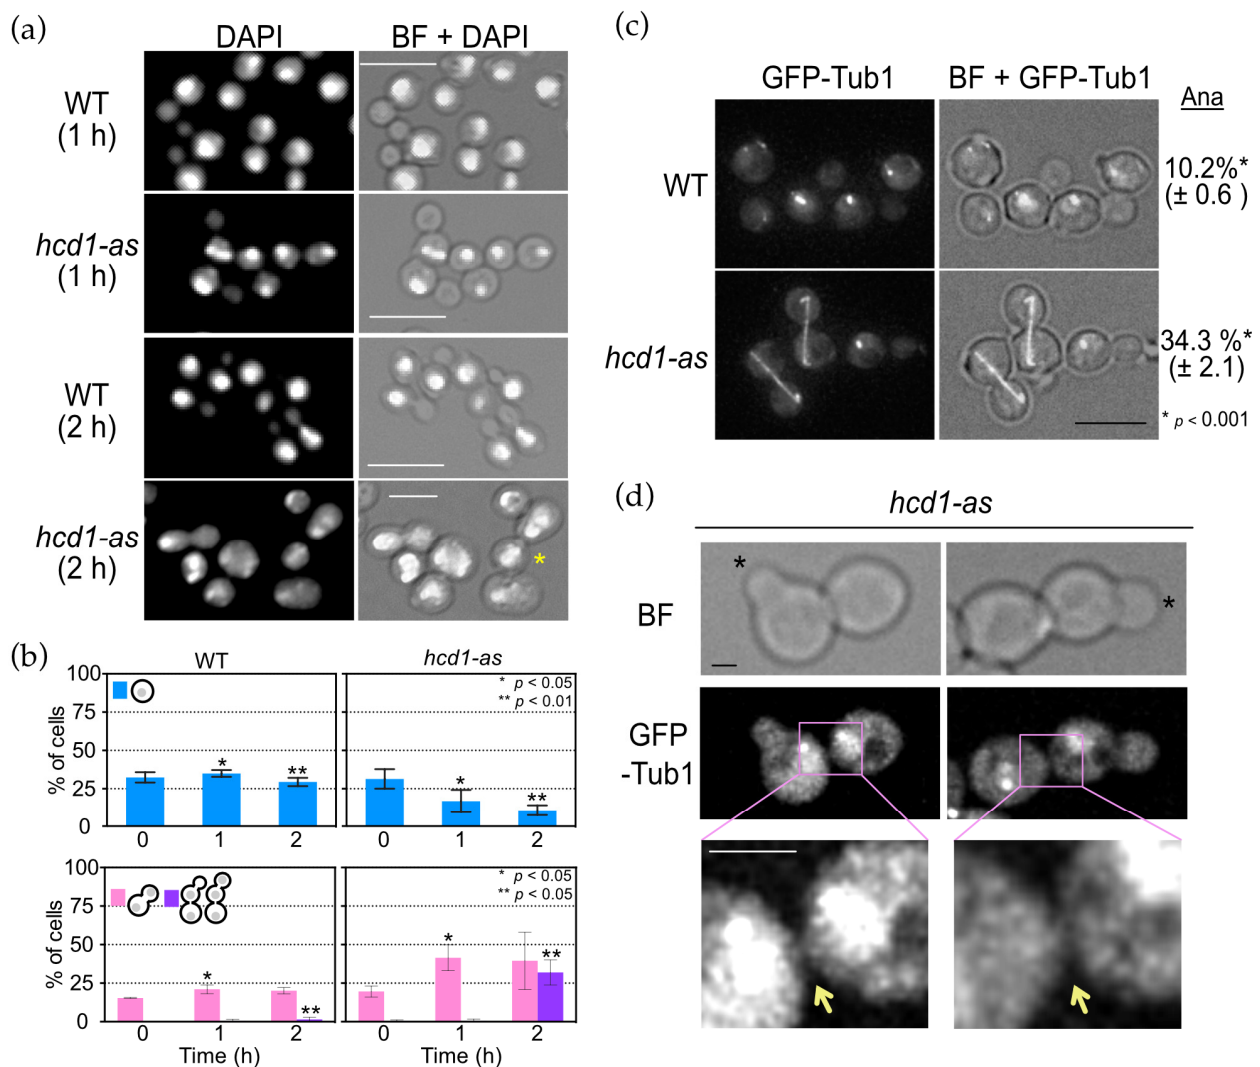 (a)
DAPI
BF + DAPI
WT
(1 h)
hcd1-as
(1 h)
WT
(2 h)
hcd1-as
(2 h)
*
(b)
WT
hcd1-as
% of cells
100
75
50
25
0
*
**
0
1
2
* p < 0.05
** p < 0.01
*
**
0
1
2
% of cells
100
75
50
25
0
*
**
0
1
2
Time (h)
* p < 0.05
** p < 0.05
*
**
0
1
2
Time (h)
(c)
GFP-Tub1
BF + GFP-Tub1
Ana
WT
10.2%*
(± 0.6 )
hcd1-as
34.3 %*
(± 2.1)
* p < 0.001
(d)
hcd1-as
BF
*
*
GFP
-Tub1